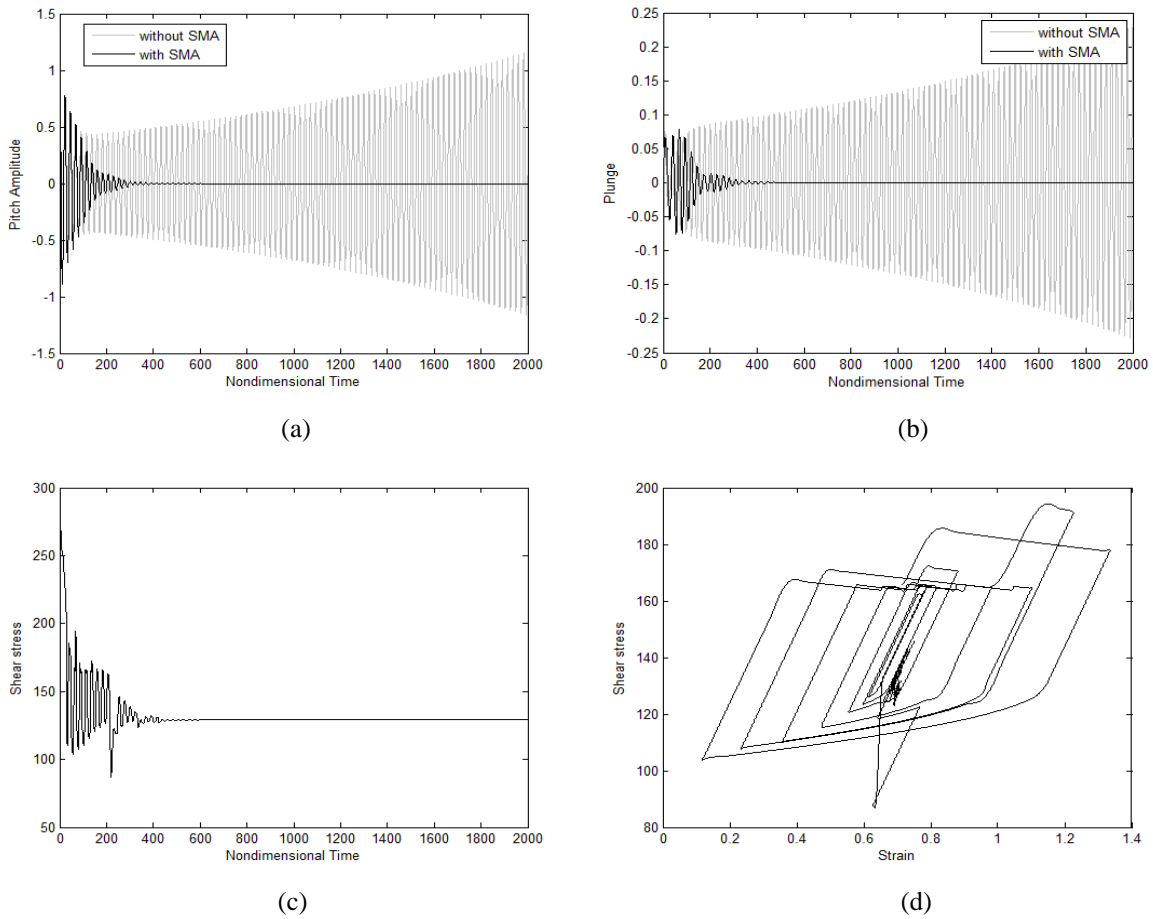 1.5
1
0.5
0
-0.5
-1
-1.5
Pitch Amplitude
without SMA
with SMA
0 200 400 600 800 1000 1200 1400 1600 1800 2000
Nondimensional Time
(a)
0.25
0.2
0.15
0.1
0.05
0
-0.05
-0.1
-0.15
-0.2
-0.25
Plunge
without SMA
with SMA
0 200 400 600 800 1000 1200 1400 1600 1800 2000
Nondimensional Time
(b)
300
250
200
150
100
50
Shear stress
0 200 400 600 800 1000 1200 1400 1600 1800 2000
Nondimensional Time
(c)
200
180
160
140
120
100
80
Shear stress
0 0.2 0.4 0.6 0.8 1 1.2 1.4
Strain
(d)